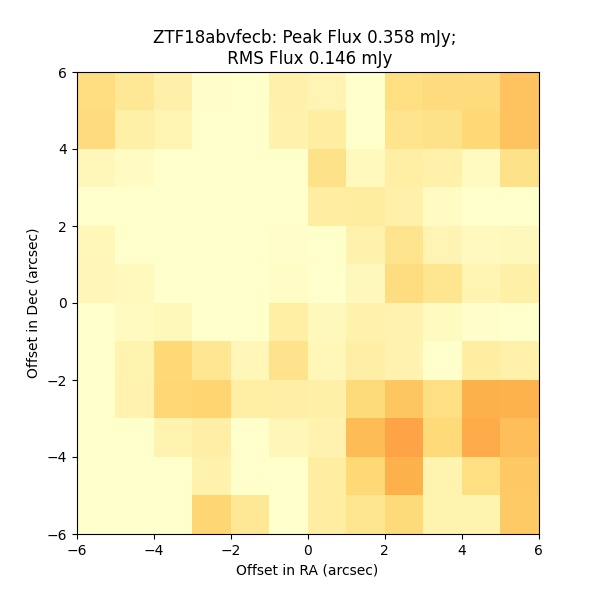 ZTF18abvfecb: Peak Flux 0.358 mJy;
RMS Flux 0.146 mJy
6
4
2
0
−2
−4
−6
Offset in Dec (arcsec)
−6 −4 −2 0 2 4 6
Offset in RA (arcsec)